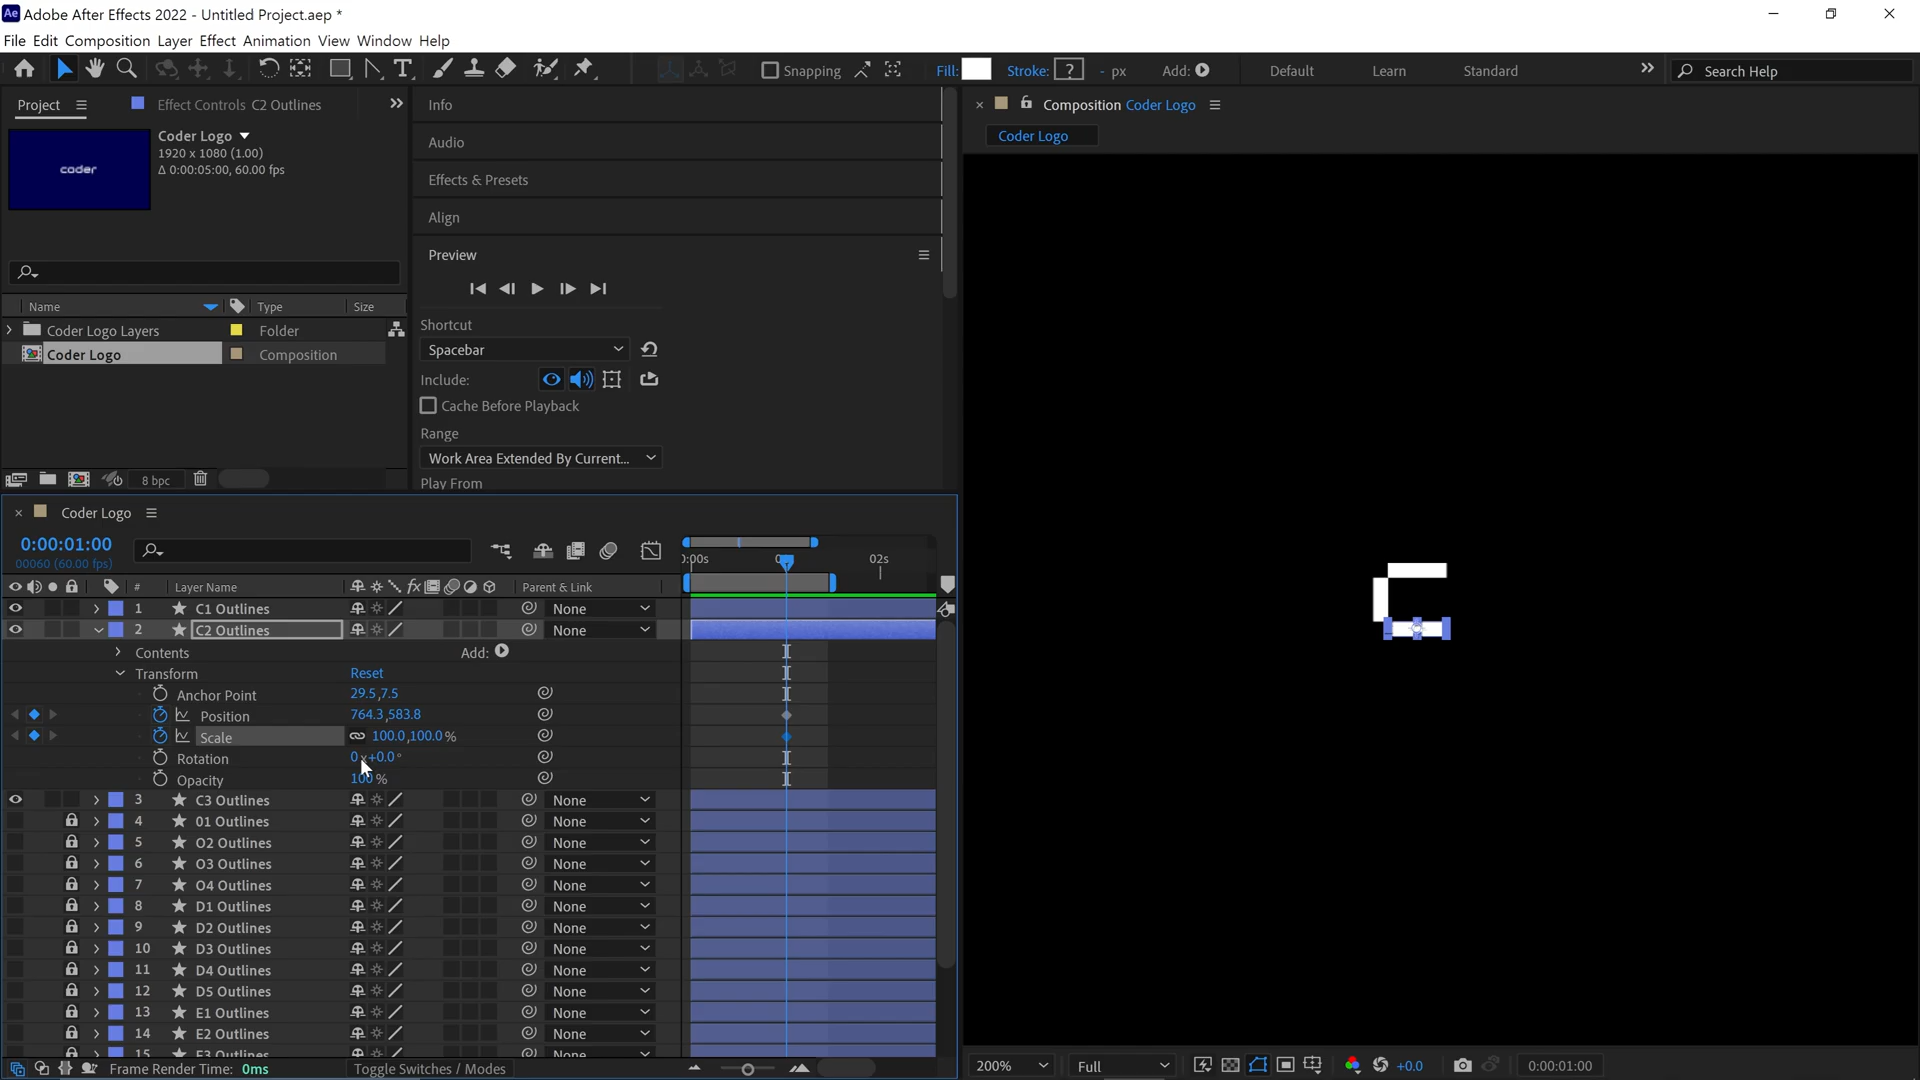 Adobe After Effects 2022 - Untitled Project.aep *
File Edit Composition Layer Effect Animation View Window Help
Snapping
Fill: Stroke: ? - px Add:
Default Learn Standard
Search Help
Project
Effect Controls C2 Outlines
Coder Logo
1920 x 1080 (1.00)
Δ 0:00:05:00, 60.00 fps
coder
Name Type Size
Coder Logo Layers Folder
Coder Logo Composition
8 bpc
Info
Audio
Effects & Presets
Align
Preview
Shortcut
Spacebar
Include:
Cache Before Playback
Range
Work Area Extended By Current...
Play From
Composition Coder Logo
Coder Logo
Coder Logo
0:00:01:00
00060 (60.00 fps)
02s
# Layer Name Parent & Link
1 C1 Outlines None
2 C2 Outlines None
Contents Add:
Transform Reset
Anchor Point 29.5,7.5
Position 764.3,583.8
Scale 100.0,100.0%
Rotation 0x+0.0°
Opacity 100%
3 C3 Outlines None
4 01 Outlines None
5 O2 Outlines None
6 O3 Outlines None
7 O4 Outlines None
8 D1 Outlines None
9 D2 Outlines None
10 D3 Outlines None
11 D4 Outlines None
12 D5 Outlines None
13 E1 Outlines None
14 E2 Outlines None
15 E3 Outlines None
Frame Render Time: 0ms
Toggle Switches / Modes
200% Full +0.0 0:00:01:00